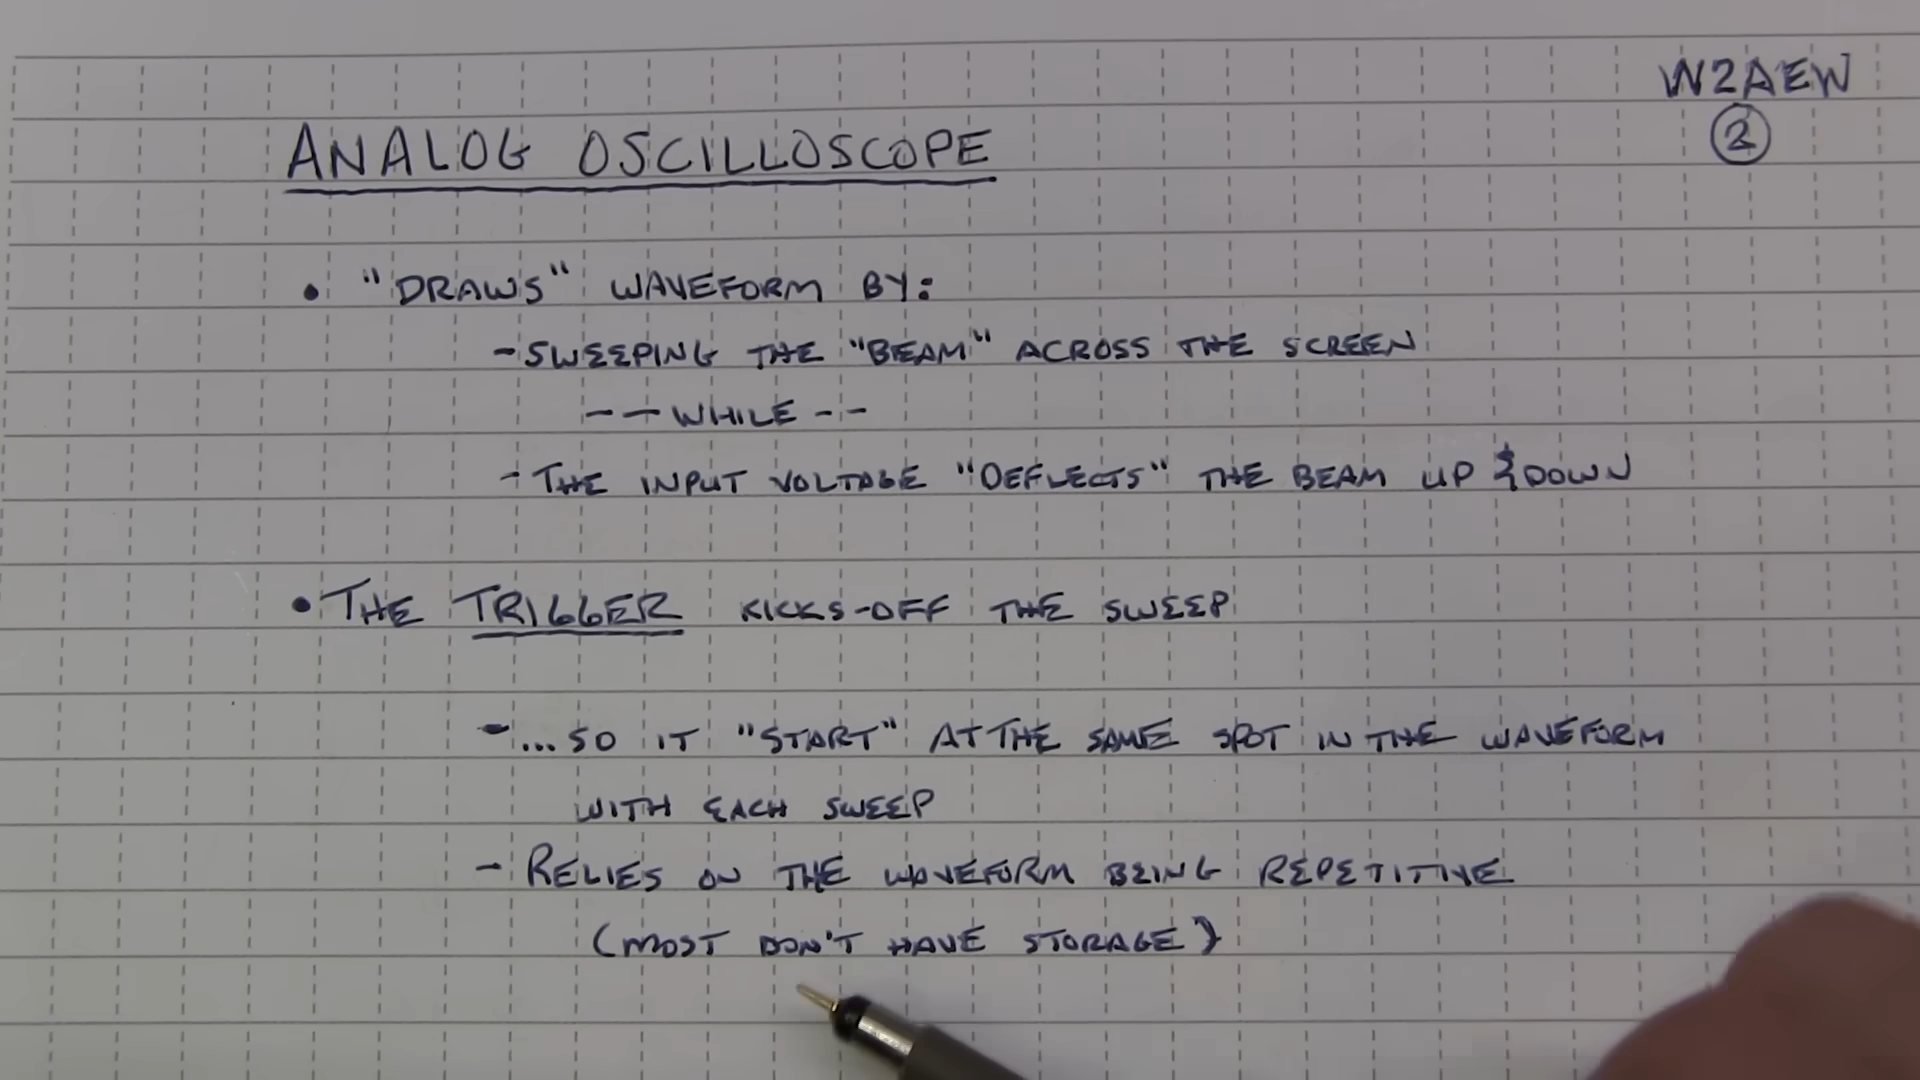 W2AEW
2
ANALOG OSCILLOSCOPE
• "DRAWS" WAVEFORM BY:
- SWEEPING THE "BEAM" ACROSS THE SCREEN
-- WHILE --
- THE INPUT VOLTAGE "DEFLECTS" THE BEAM UP & DOWN
• THE TRIGGER KICKS-OFF THE SWEEP
- ... SO IT "START" AT THE SAME SPOT IN THE WAVEFORM
WITH EACH SWEEP
- RELIES ON THE WAVEFORM BEING REPETITIVE
(MOST DON'T HAVE STORAGE)